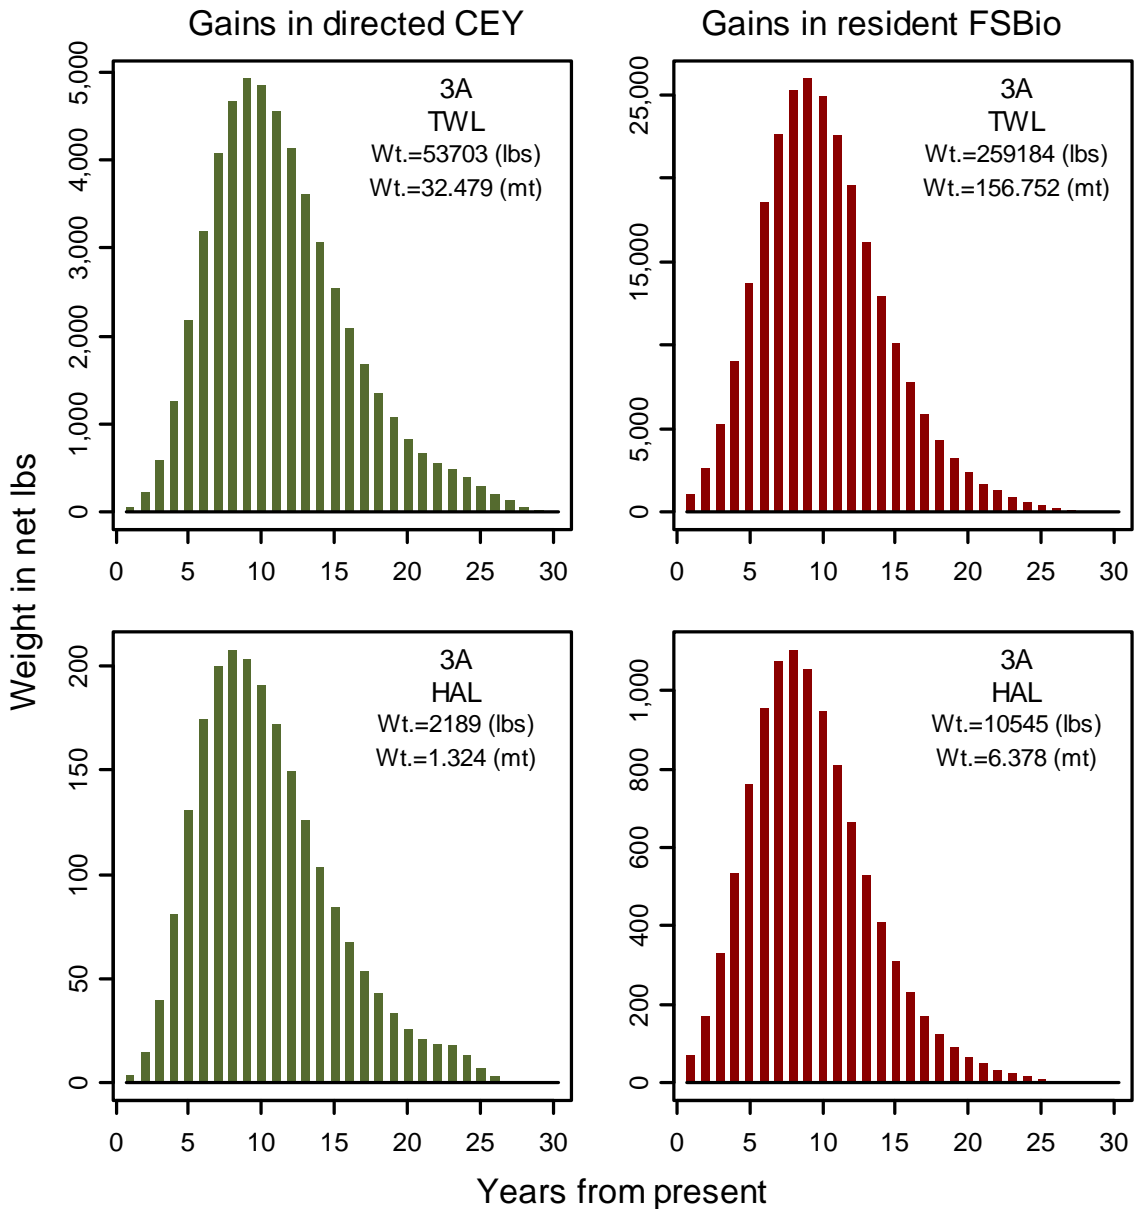 Gains in directed CEY
Gains in resident FSBio
Weight in net lbs
5,000
4,000
3,000
2,000
1,000
0
3A
TWL
Wt.=53703 (lbs)
Wt.=32.479 (mt)
0 5 10 15 20 25 30
25,000
15,000
5,000
0
3A
TWL
Wt.=259184 (lbs)
Wt.=156.752 (mt)
0 5 10 15 20 25 30
200
150
100
50
0
3A
HAL
Wt.=2189 (lbs)
Wt.=1.324 (mt)
0 5 10 15 20 25 30
1,000
800
600
400
200
0
3A
HAL
Wt.=10545 (lbs)
Wt.=6.378 (mt)
0 5 10 15 20 25 30
Years from present